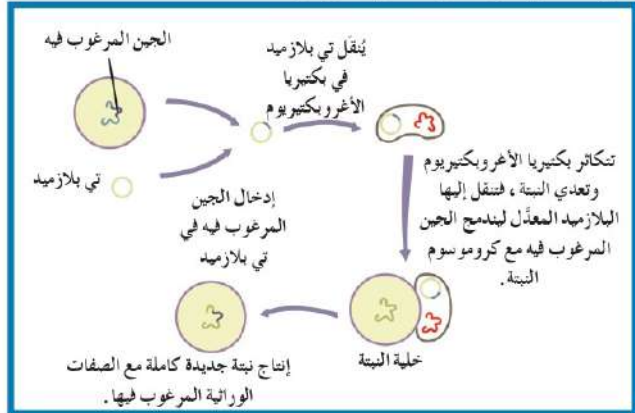 الجين المرغوب فيه
يُنقَل تي بلازميد
في بكتيريا
الأغروبكتيريوم
تي بلازميد
إدخال الجين
المرغوب فيه في
تي بلازميد
تتكاثر بكتيريا الأغروبكتيريوم
وتعدي النبتة، فتنقل إليها
البلازميد المعدَّل ليندمج الجين
المرغوب فيه مع كروموسوم
النبتة.
خلية النبتة
إنتاج نبتة جديدة كاملة مع الصفات
الوراثية المرغوب فيها.